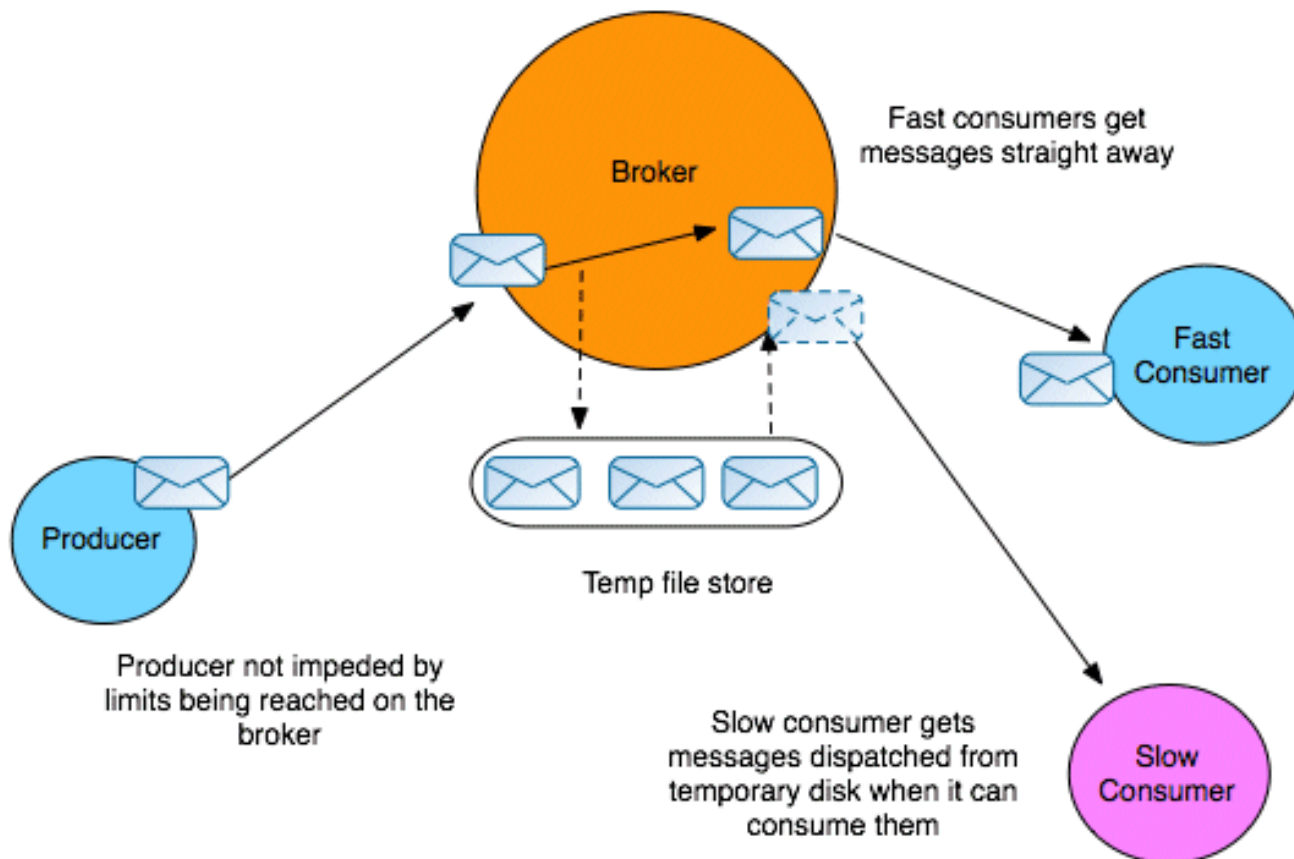 Broker
Fast consumers get
messages straight away
Fast
Consumer
Producer
Temp file store
Producer not impeded by
limits being reached on the
broker
Slow consumer gets
messages dispatched from
temporary disk when it can
consume them
Slow
Consumer